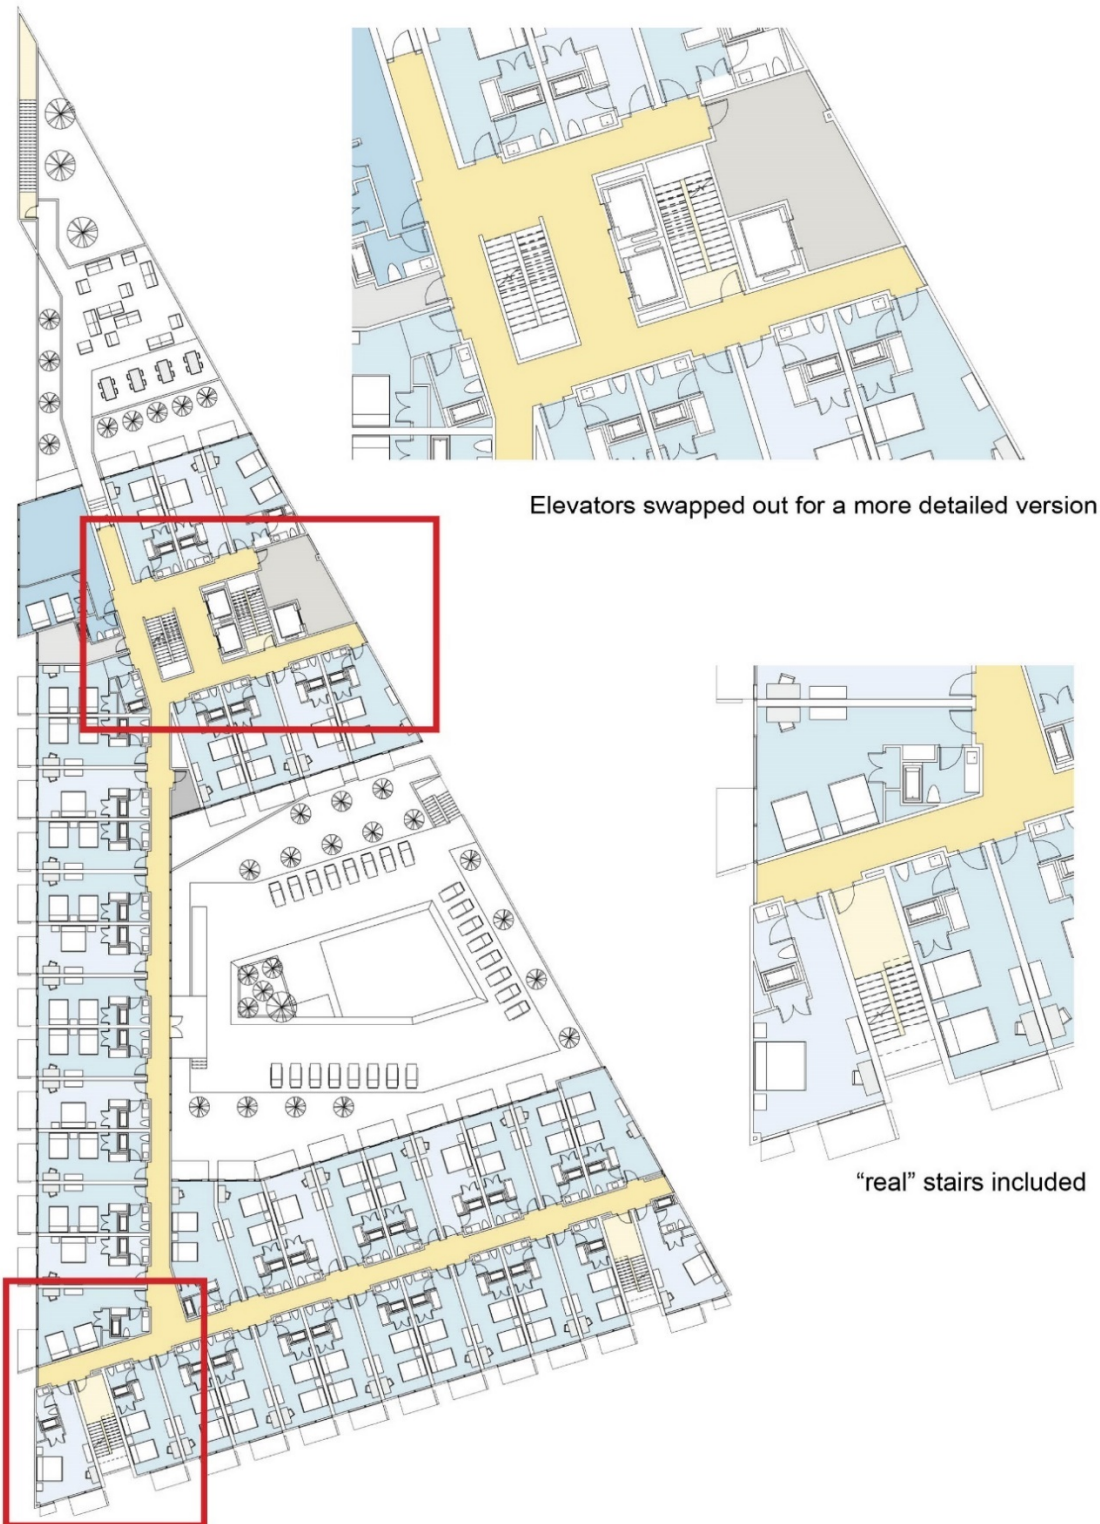 Elevators swapped out for a more detailed version
“real” stairs included